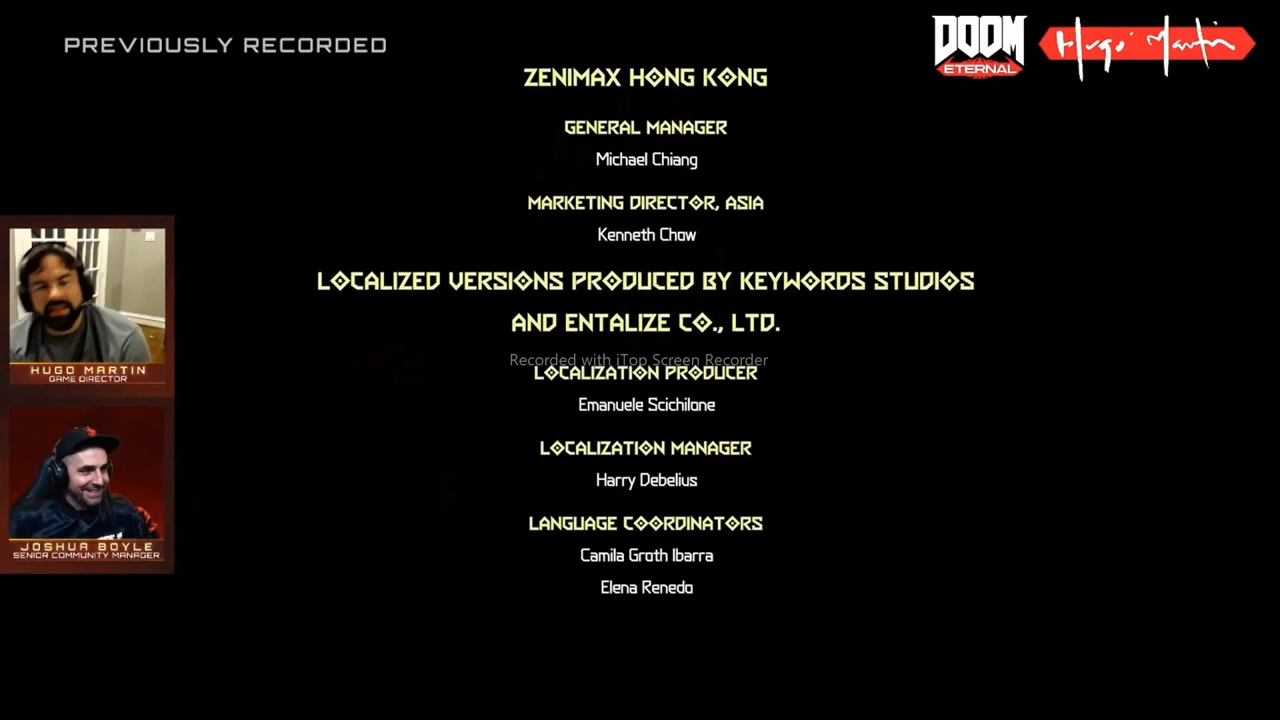 PREVIOUSLY RECORDED
DOOM
ETERNAL
Hugo Martin
ZENIMAX HONG KONG
GENERAL MANAGER
Michael Chiang
MARKETING DIRECTOR, ASIA
Kenneth Chow
LOCALIZED VERSIONS PRODUCED BY KEYWORDS STUDIOS
AND ENTALIZE CO., LTD.
Recorded with iTop Screen Recorder
LOCALIZATION PRODUCER
Emanuele Scichilone
LOCALIZATION MANAGER
Harry Debelius
LANGUAGE COORDINATORS
Camila Groth Ibarra
Elena Renedo
HUGO MARTIN
GAME DIRECTOR
JOSHUA BOYLE
SENIOR COMMUNITY MANAGER